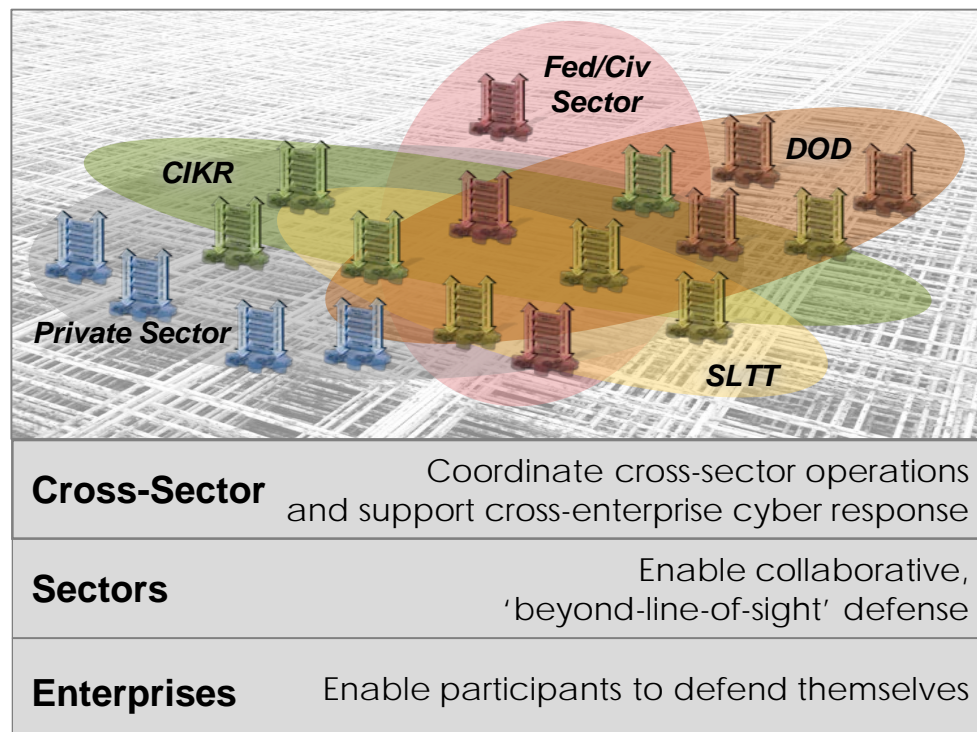 Fed/Civ
Sector
DOD
CIKR
Private Sector
SLTT
Cross-Sector
Coordinate cross-sector operations
and support cross-enterprise cyber response
Sectors
Enable collaborative,
‘beyond-line-of-sight’ defense
Enterprises
Enable participants to defend themselves